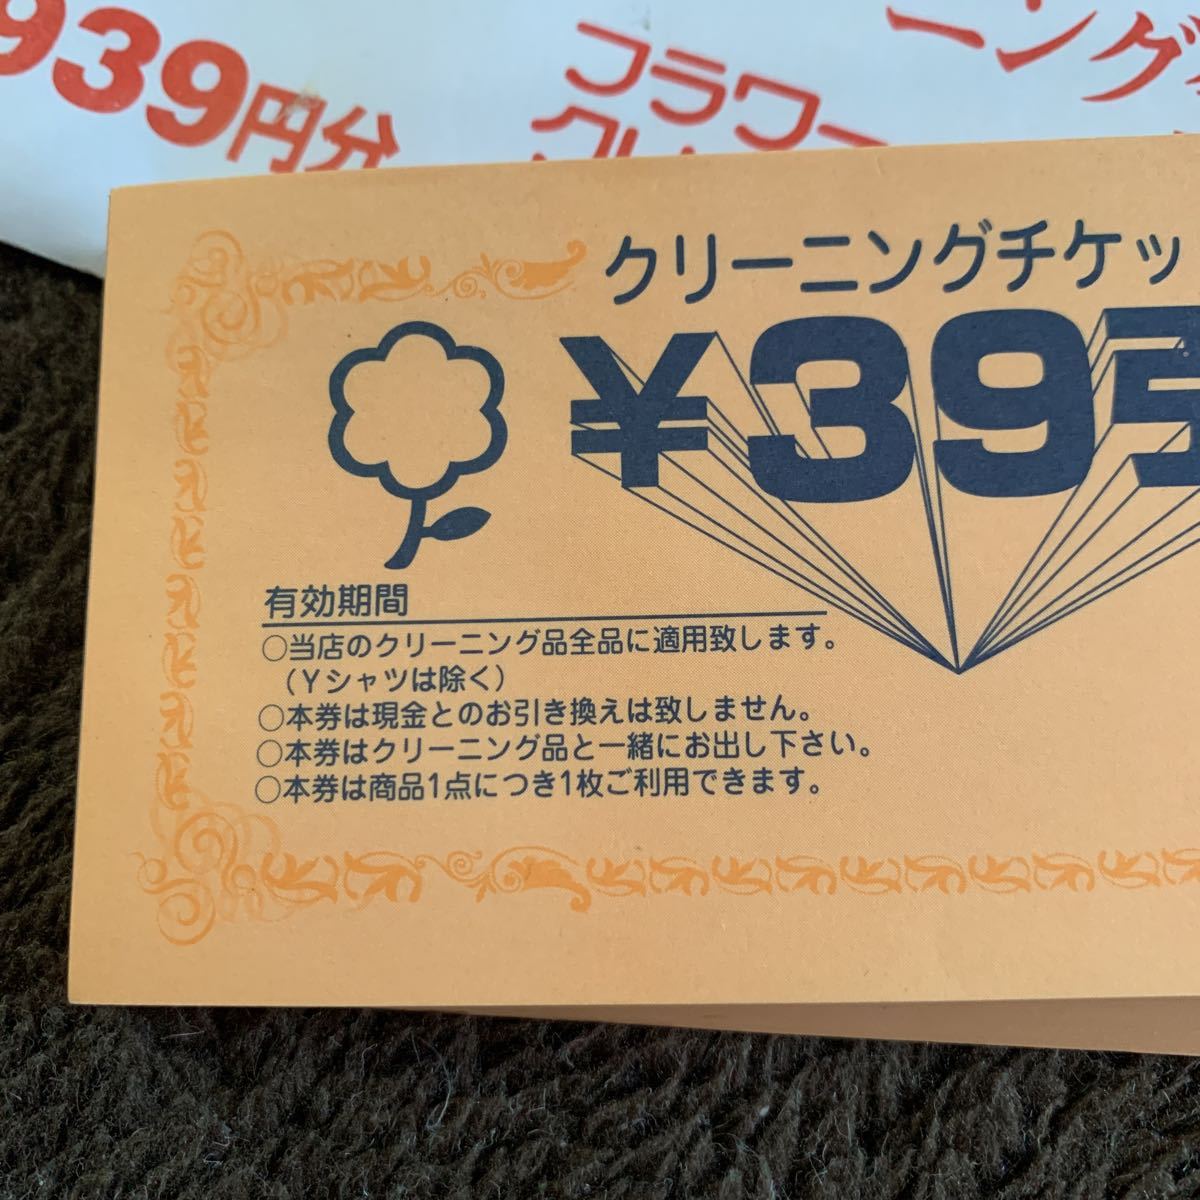 939円分
フラワー
ーング
クリーニングチケッ
¥395
有効期間
○当店のクリーニング品全品に適用致します。
(Yシャツは除く)
○本券は現金とのお引き換えは致しません。
○本券はクリーニング品と一緒にお出し下さい。
○本券は商品1点につき1枚ご利用できます。